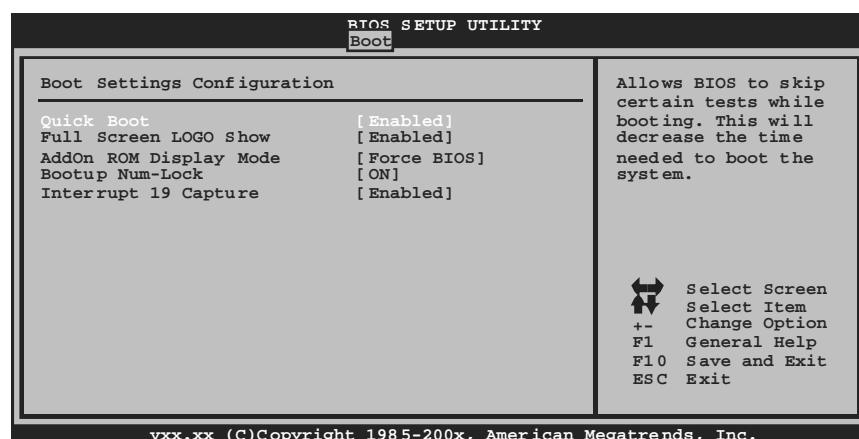 BIOS SETUP UTILITY
Boot
Boot Settings Configuration
Quick Boot [Enabled]
Full Screen LOGO Show [Enabled]
AddOn ROM Display Mode [Force BIOS]
Bootup Num-Lock [ON]
Interrupt 19 Capture [Enabled]
Allows BIOS to skip
certain tests while
booting. This will
decrease the time
needed to boot the
system.
Select Screen
Select Item
+- Change Option
F1 General Help
F10 Save and Exit
ESC Exit
vxx.xx (C)Copyright 1985-200x, American Megatrends, Inc.